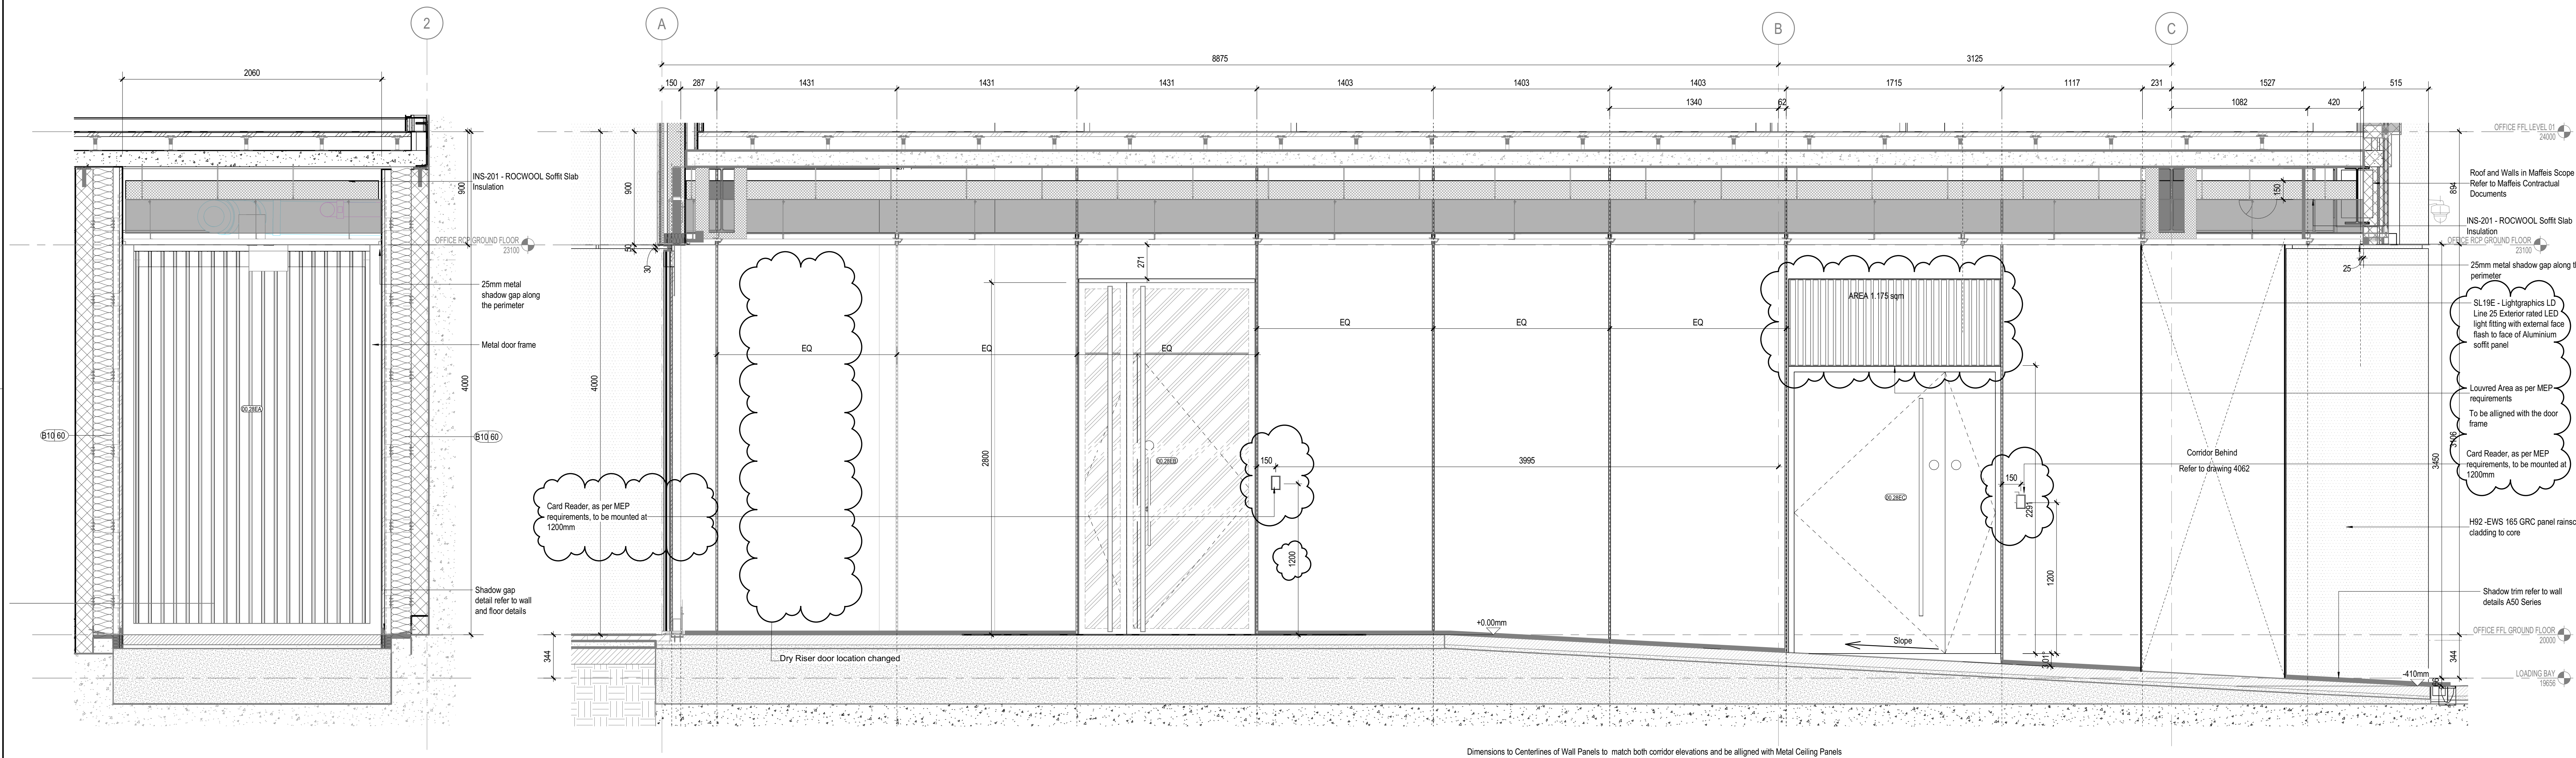 2
A
B
C
2060
8875
3125
150
287
1431
1431
1431
1403
1403
1403
1715
1117
231
1527
515
1340
62
1082
420
OFFICE FFL LEVEL 01
24000
INS-201 - ROCWOOL Soffit Slab
Insulation
900
900
150
894
Roof and Walls in Maffeis Scope
Refer to Maffeis Contractual
Documents
INS-201 - ROCWOOL Soffit Slab
Insulation
OFFICE RCP GROUND FLOOR
23100
OFFICE RCP GROUND FLOOR
23100
50
30
271
25
25mm metal
shadow gap along
the perimeter
25mm metal shadow gap along
perimeter
AREA 1.175 sqm
SL19E - Lightgraphics LD
Line 25 Exterior rated LED
light fitting with external face
flash to face of Aluminium
soffit panel
EQ
EQ
EQ
EQ
EQ
EQ
Metal door frame
4000
4000
Louvred Area as per MEP
requirements
To be alligned with the door
frame
00.28EA
B10 60
B10 60
2800
00.28EB
150
3995
3106
3450
Corridor Behind
Refer to drawing 4062
Card Reader, as per MEP
requirements, to be mounted at
1200mm
Card Reader, as per MEP
requirements, to be mounted at
1200mm
00.28EC
150
2291
1200
1200
H92 -EWS 165 GRC panel
cladding to core
Shadow gap
detail refer to wall
and floor details
Shadow trim refer to wall
details A50 Series
+0.00mm
Slope
OFFICE FFL GROUND FLOOR
20000
344
344
Dry Riser door location changed
-410mm
LOADING BAY
19656
Dimensions to Centerlines of Wall Panels to match both corridor elevations and be alligned with Metal Ceiling Panels